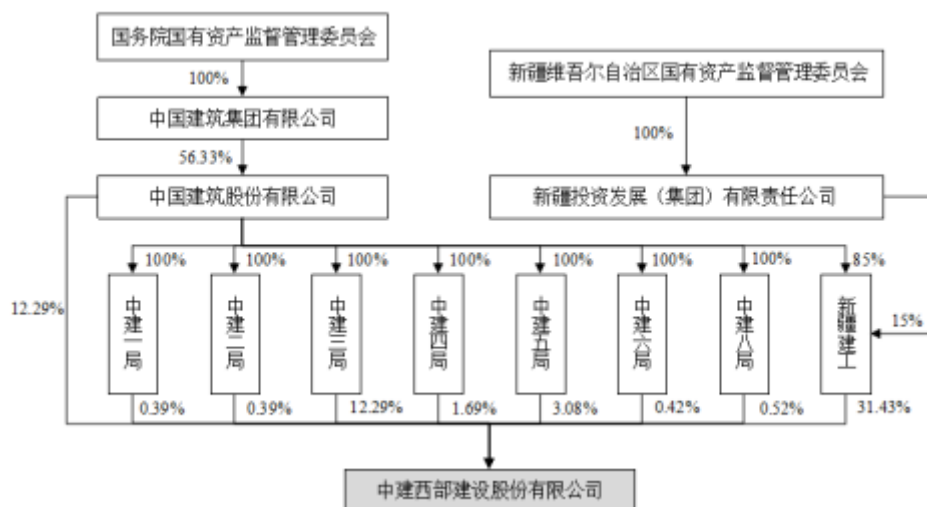 国务院国有资产监督管理委员会
新疆维吾尔自治区国有资产监督管理委员会
100%
中国建筑集团有限公司
100%
56.33%
中国建筑股份有限公司
新疆投资发展（集团）有限责任公司
100%
100%
100%
100%
100%
100%
100%
85%
12.29%
中建一局
中建二局
中建三局
中建四局
中建五局
中建六局
中建八局
新疆建工
15%
0.39%
0.39%
12.29%
1.69%
3.08%
0.42%
0.52%
31.43%
中建西部建设股份有限公司